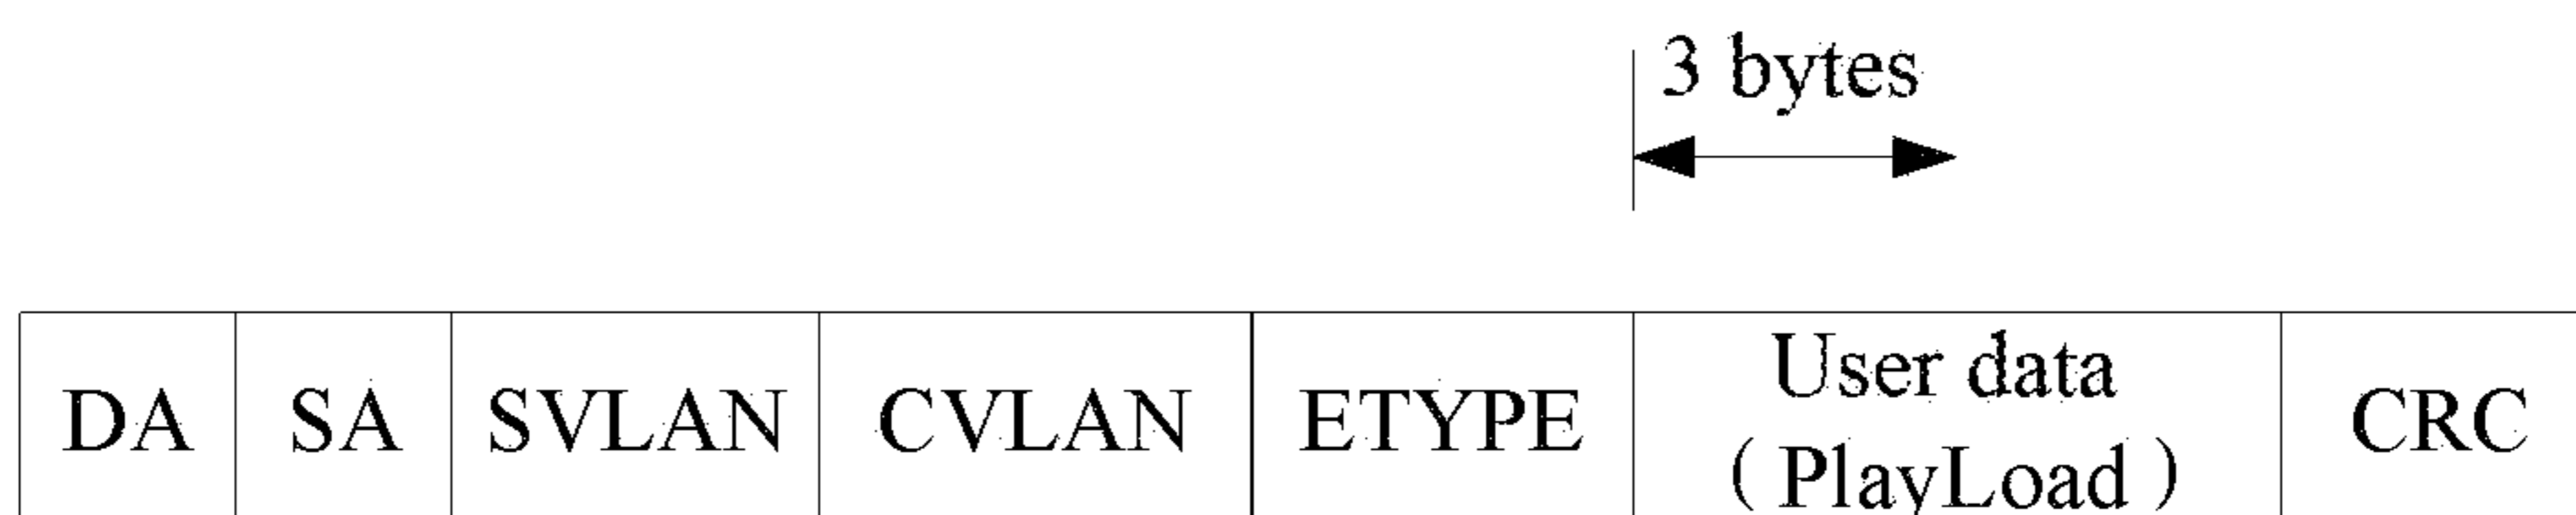 3 bytes
DA SA SVLAN CVLAN ETYPE User data CRC
( PlayLoad )